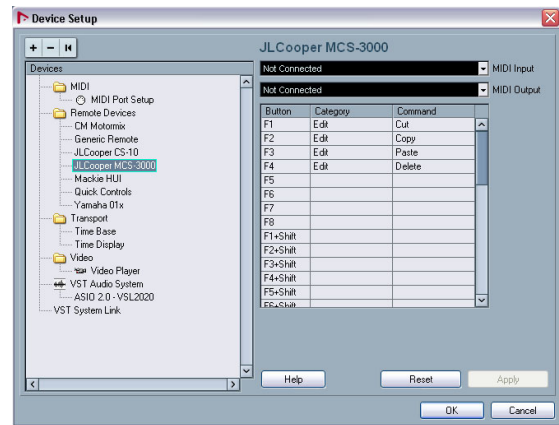 Device Setup
+ -
JLCooper MCS-3000
Devices
Not Connected MIDI Input
Not Connected MIDI Output
MIDI
MIDI Port Setup
Remote Devices
CM Motormix
Generic Remote
JLCooper CS-10
JLCooper MCS-3000
Mackie HUI
Quick Controls
Yamaha 01x
Transport
Time Base
Time Display
Video
Video Player
VST Audio System
ASIO 2.0 - VSL2020
VST System Link
Button Category Command
F1 Edit Cut
F2 Edit Copy
F3 Edit Paste
F4 Edit Delete
F5
F6
F7
F8
F1+Shift
F2+Shift
F3+Shift
F4+Shift
F5+Shift
F6+Shift
Help Reset Apply
OK Cancel